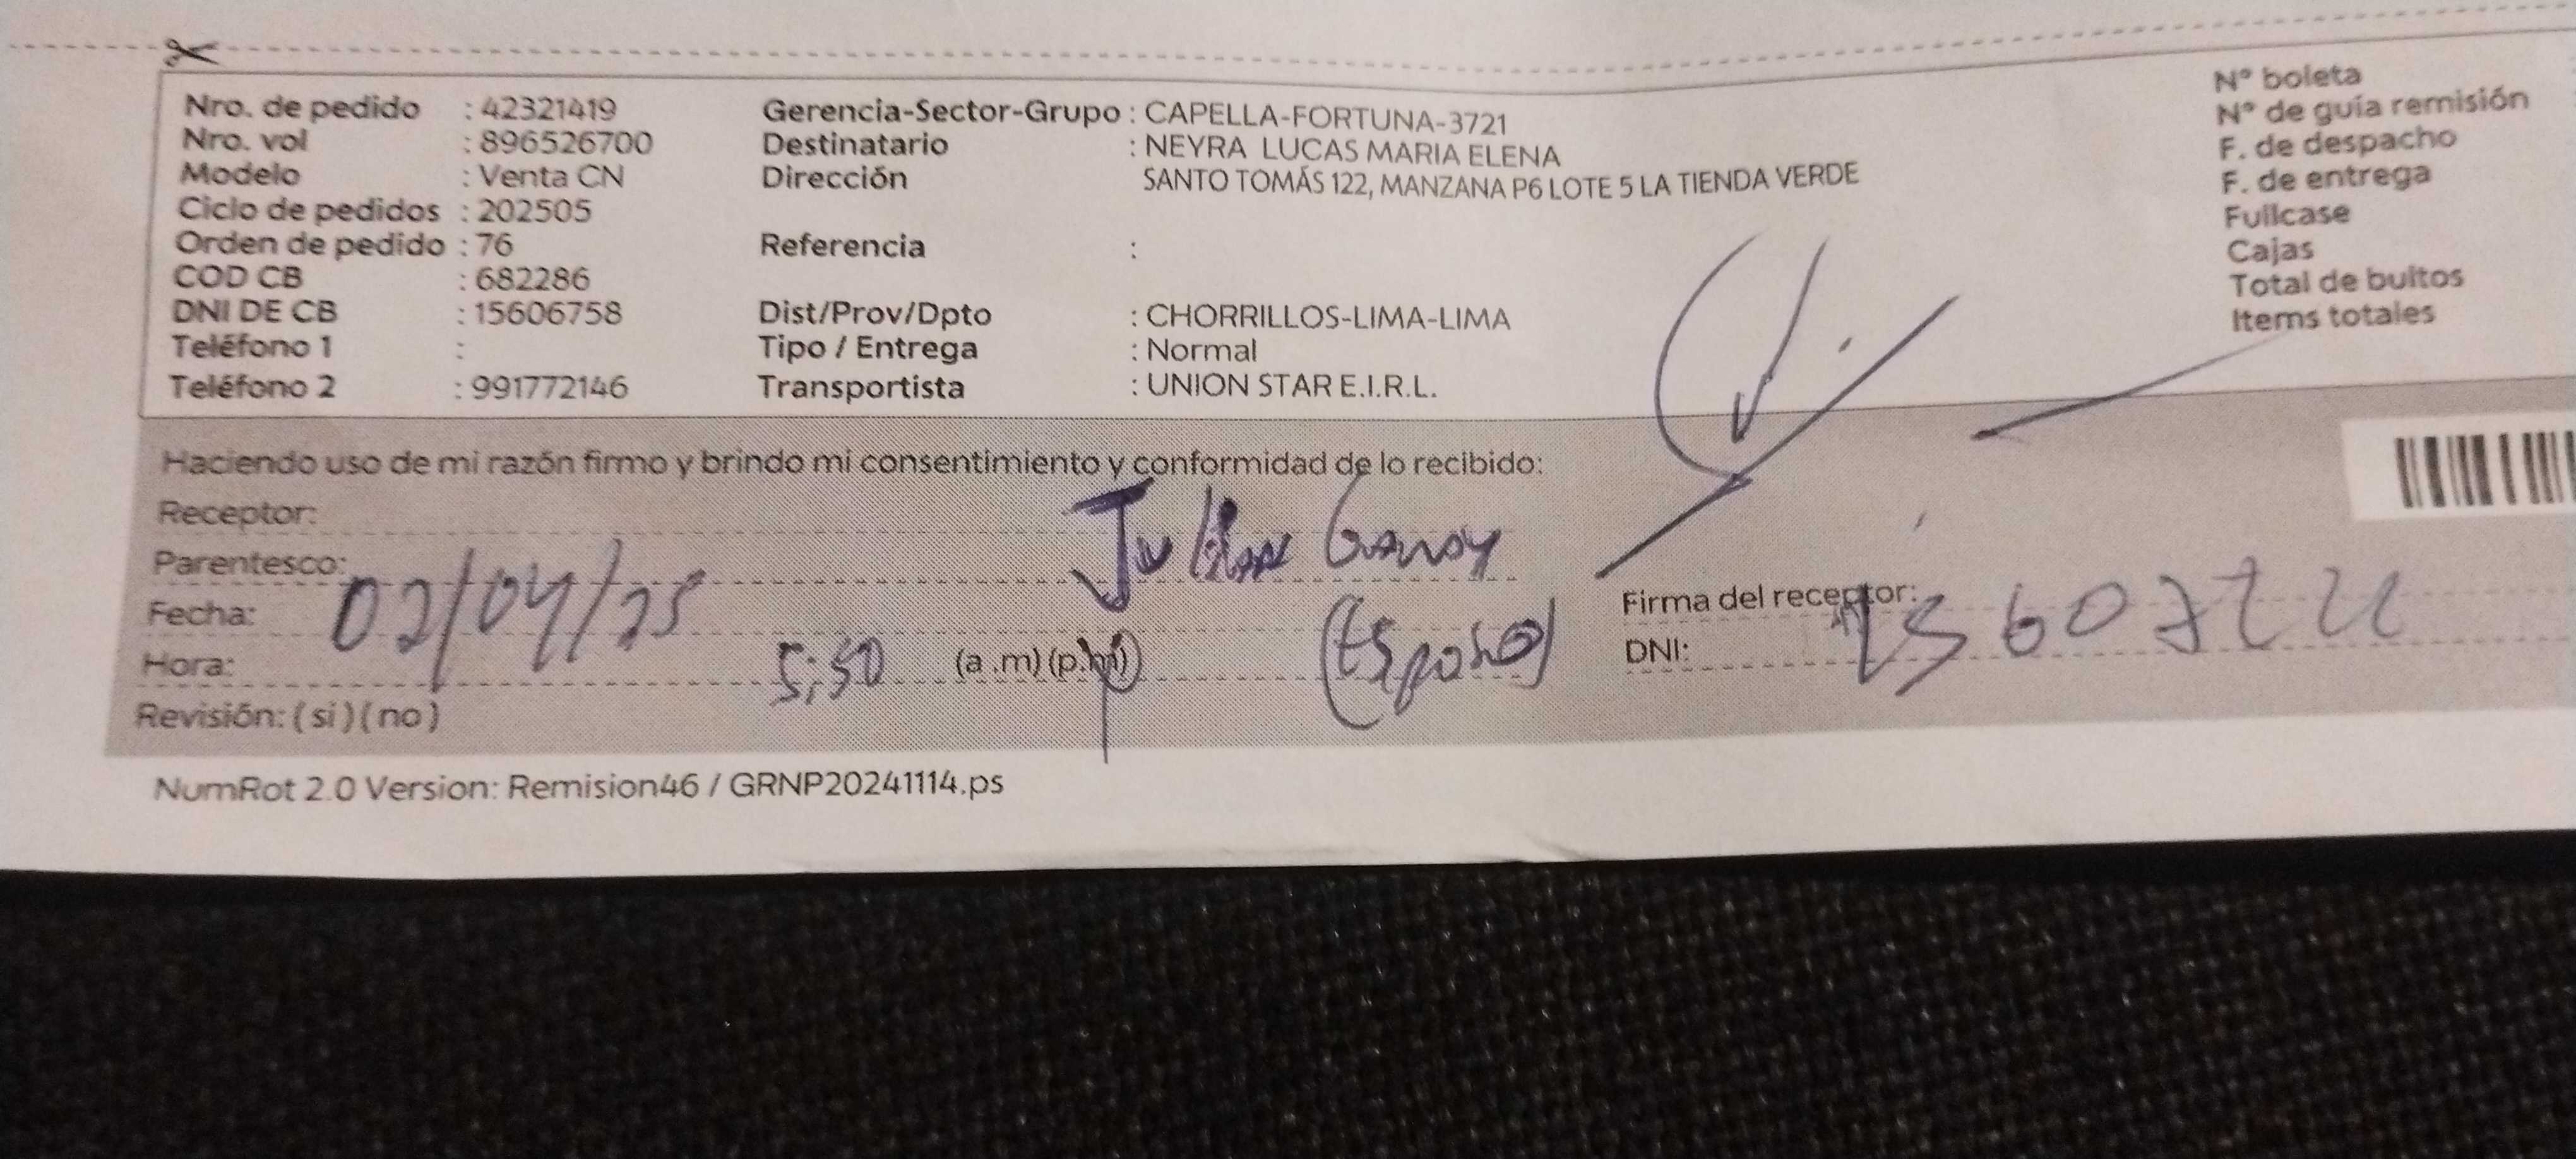 Nro. de pedido : 42321419
Nro. vol : 896526700
Modelo : Venta CN
Ciclo de pedidos : 202505
Orden de pedido : 76
COD CB : 682286
DNI DE CB : 15606758
Teléfono 1 :
Teléfono 2 : 991772146
Gerencia-Sector-Grupo : CAPELLA-FORTUNA-3721
Destinatario : NEYRA LUCAS MARIA ELENA
Dirección SANTO TOMÁS 122, MANZANA P6 LOTE 5 LA TIENDA VERDE
Referencia :
Dist/Prov/Dpto : CHORRILLOS-LIMA-LIMA
Tipo / Entrega : Normal
Transportista : UNION STAR E.I.R.L.
N° boleta
N° de guía remisión
F. de despacho
F. de entrega
Fullcase
Cajas
Total de bultos
Items totales
Haciendo uso de mi razón firmo y brindo mi consentimiento y conformidad de lo recibido:
Receptor:
Parentesco: (Esposo)
Fecha: 02/04/25
Hora: 5:50 (a.m) (p.m)
Revisión: ( si ) ( no )
Firma del receptor:
DNI:
NumRot 2.0 Version: Remision46 / GRNP20241114.ps